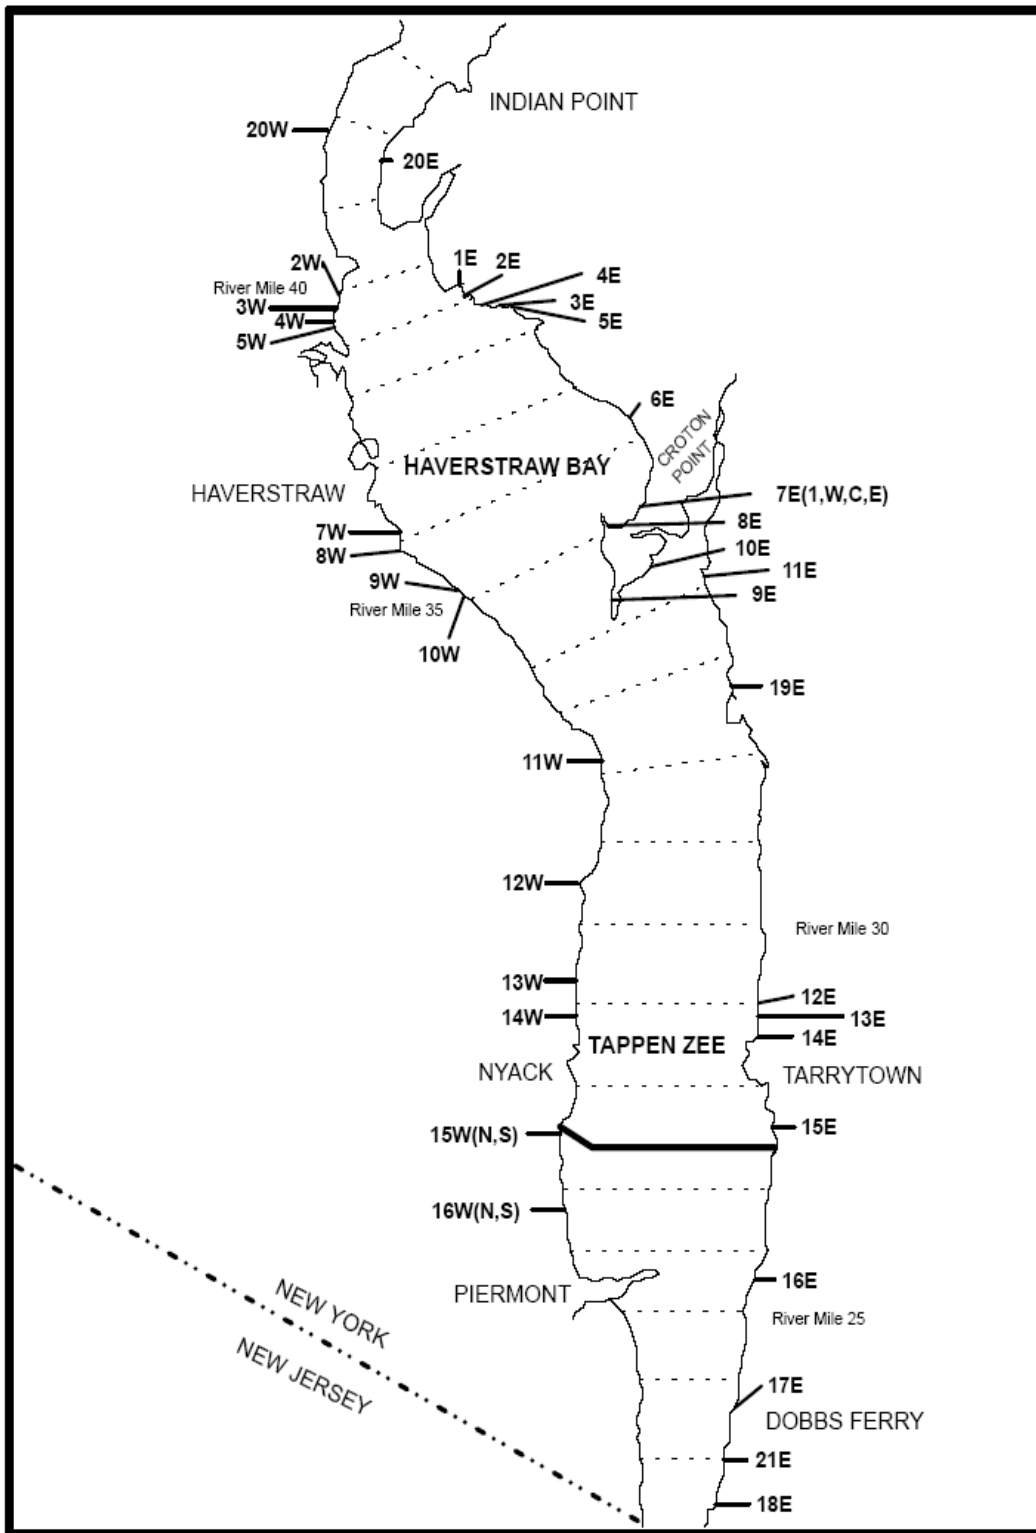 INDIAN POINT
20W
20E
1E
2E
2W
4E
River Mile 40
3E
3W
4W
5E
5W
6E
CROTON
POINT
HAVERSTRAW BAY
HAVERSTRAW
7E(1,W,C,E)
8E
7W
10E
8W
11E
9W
9E
River Mile 35
10W
19E
11W
12W
River Mile 30
13W
12E
14W
13E
14E
TAPPEN ZEE
NYACK
TARRYTOWN
15E
15W(N,S)
16W(N,S)
16E
PIERMONT
NEW YORK
River Mile 25
NEW JERSEY
17E
DOBBS FERRY
21E
18E